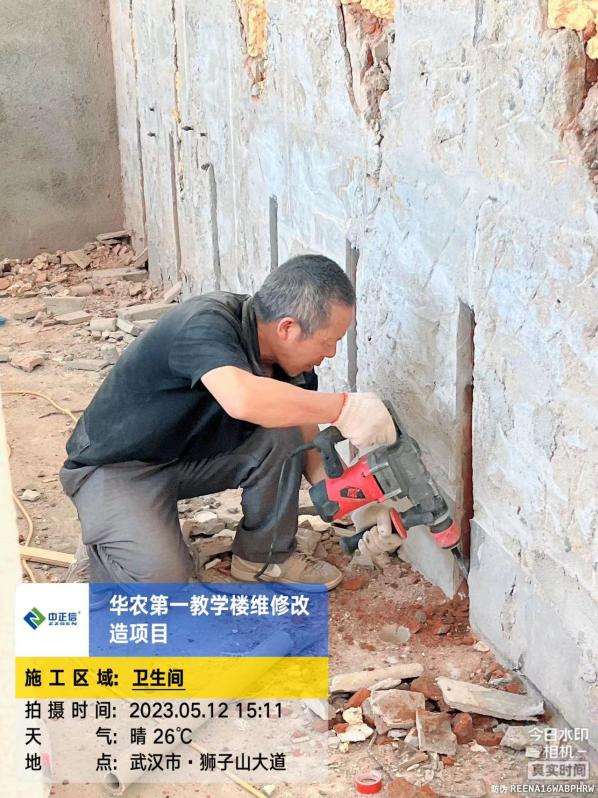 中正信®
ZZSEN
华农第一教学楼维修改
造项目
施工区域: 卫生间
拍摄时间: 2023.05.12 15:11
天气: 晴 26℃
地点: 武汉市·狮子山大道
今日水印
相机
真实时间
防伪 REENA16WABPHRW